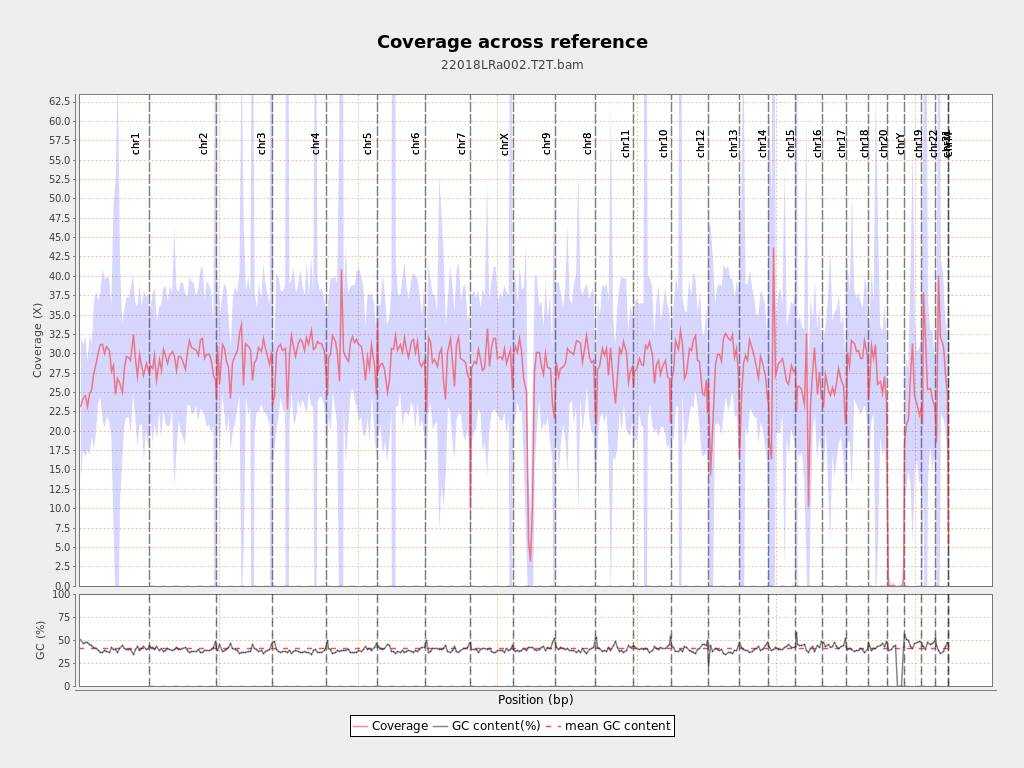 Coverage across reference
22018LRa002.T2T.bam
Coverage (X)
62.5
60.0
57.5
55.0
52.5
50.0
47.5
45.0
42.5
40.0
37.5
35.0
32.5
30.0
27.5
25.0
22.5
20.0
17.5
15.0
12.5
10.0
7.5
5.0
2.5
0.0
chr1
chr2
chr3
chr4
chr5
chr6
chr7
chrX
chr9
chr8
chr11
chr10
chr12
chr13
chr14
chr15
chr16
chr17
chr18
chr20
chrY
chr19
chr22
GC (%)
100
75
50
25
0
Position (bp)
Coverage GC content(%) mean GC content